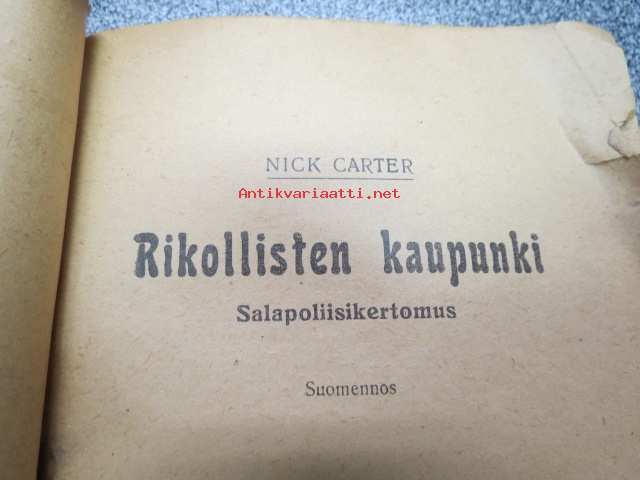 NICK CARTER
Antikvariaatti.net
Rikollisten kaupunki
Salapoliisikertomus
Suomennos